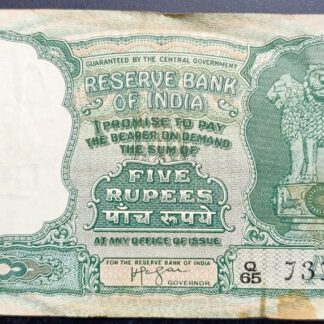 GUARANTEED BY THE CENTRAL GOVERNMENT
RESERVE BANK
OF INDIA
I PROMISE TO PAY
THE BEARER ON DEMAND
THE SUM OF
FIVE
RUPEES
पाँच रूपये
AT ANY OFFICE OF ISSUE
FOR THE RESERVE BANK OF INDIA
GOVERNOR
Q
65 73